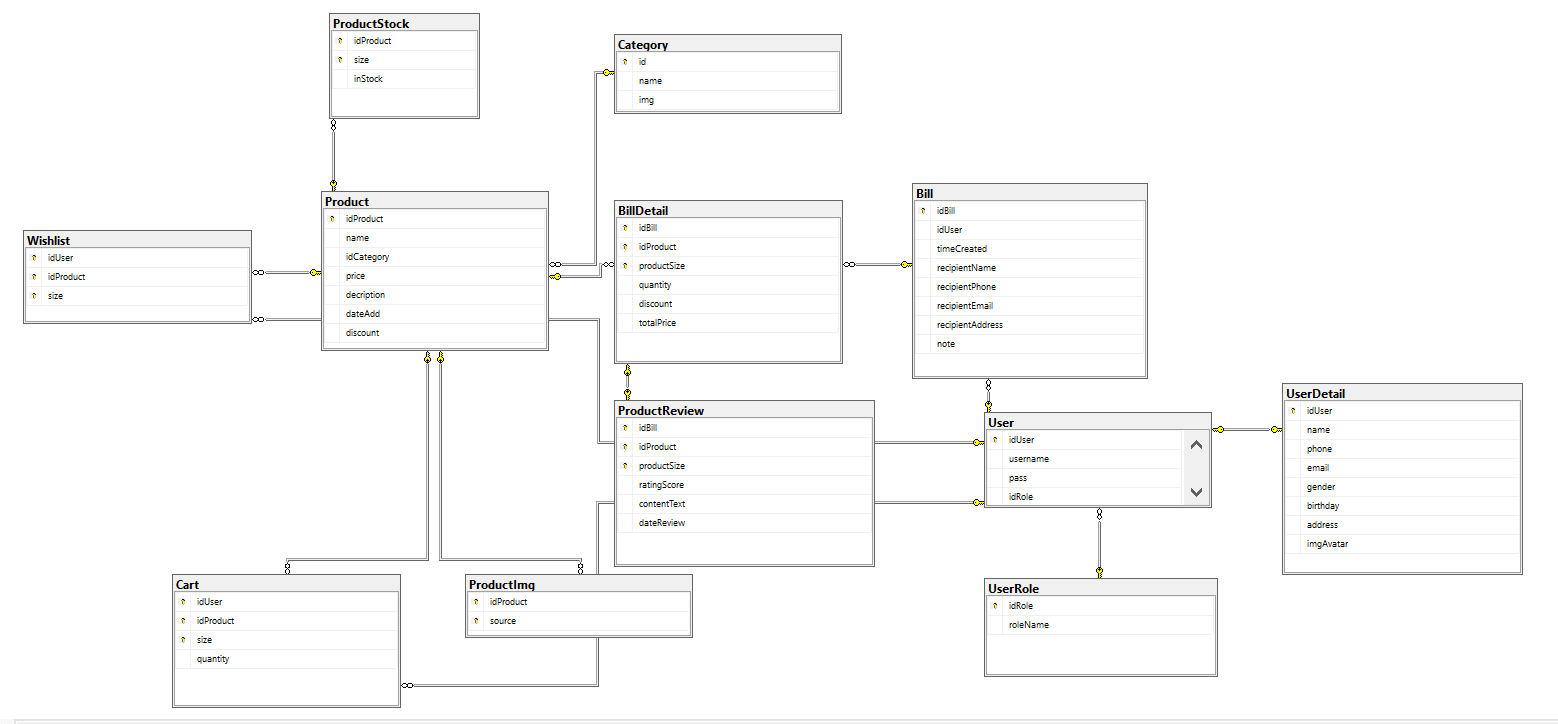 ProductStock
idProduct
size
inStock
Category
id
name
img
Product
idProduct
name
idCategory
price
decription
dateAdd
discount
Wishlist
idUser
idProduct
size
BillDetail
idBill
idProduct
productSize
quantity
discount
totalPrice
Bill
idBill
idUser
timeCreated
recipientName
recipientPhone
recipientEmail
recipientAddress
note
ProductReview
idBill
idProduct
productSize
ratingScore
contentText
dateReview
User
idUser
username
pass
idRole
UserDetail
idUser
name
phone
email
gender
birthday
address
imgAvatar
Cart
idUser
idProduct
size
quantity
ProductImg
idProduct
source
UserRole
idRole
roleName